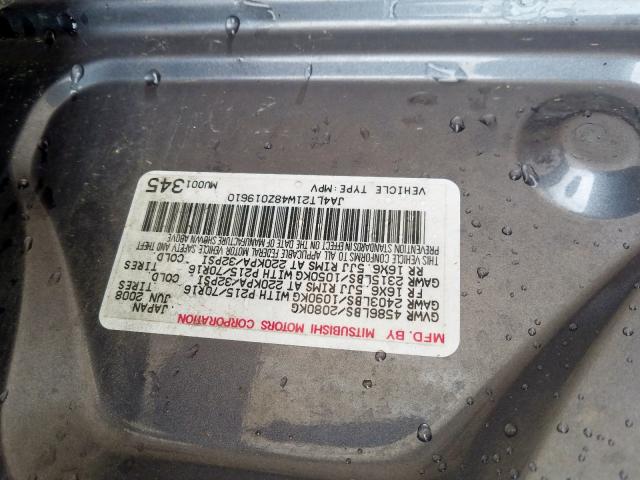 MFD. BY MITSUBISHI MOTORS CORPORATION
JAPAN JUN 2008
GVWR 4586LBS/2080KG
GAWR 2403LBS/1090KG WITH P215/70R16 TIRES
FR 16X6.5JJ RIMS AT 220KPA/32PSI COLD.
GAWR 2315LBS/1050KG WITH P215/70R16 TIRES
RR 16X6.5JJ RIMS AT 220KPA/32PSI COLD.
THIS VEHICLE CONFORMS TO ALL APPLICABLE FEDERAL MOTOR VEHICLE SAFETY AND THEFT
PREVENTION STANDARDS IN EFFECT ON THE DATE OF MANUFACTURE SHOWN ABOVE
JA4LT21W48Z019610
VEHICLE TYPE:MPV MU001345